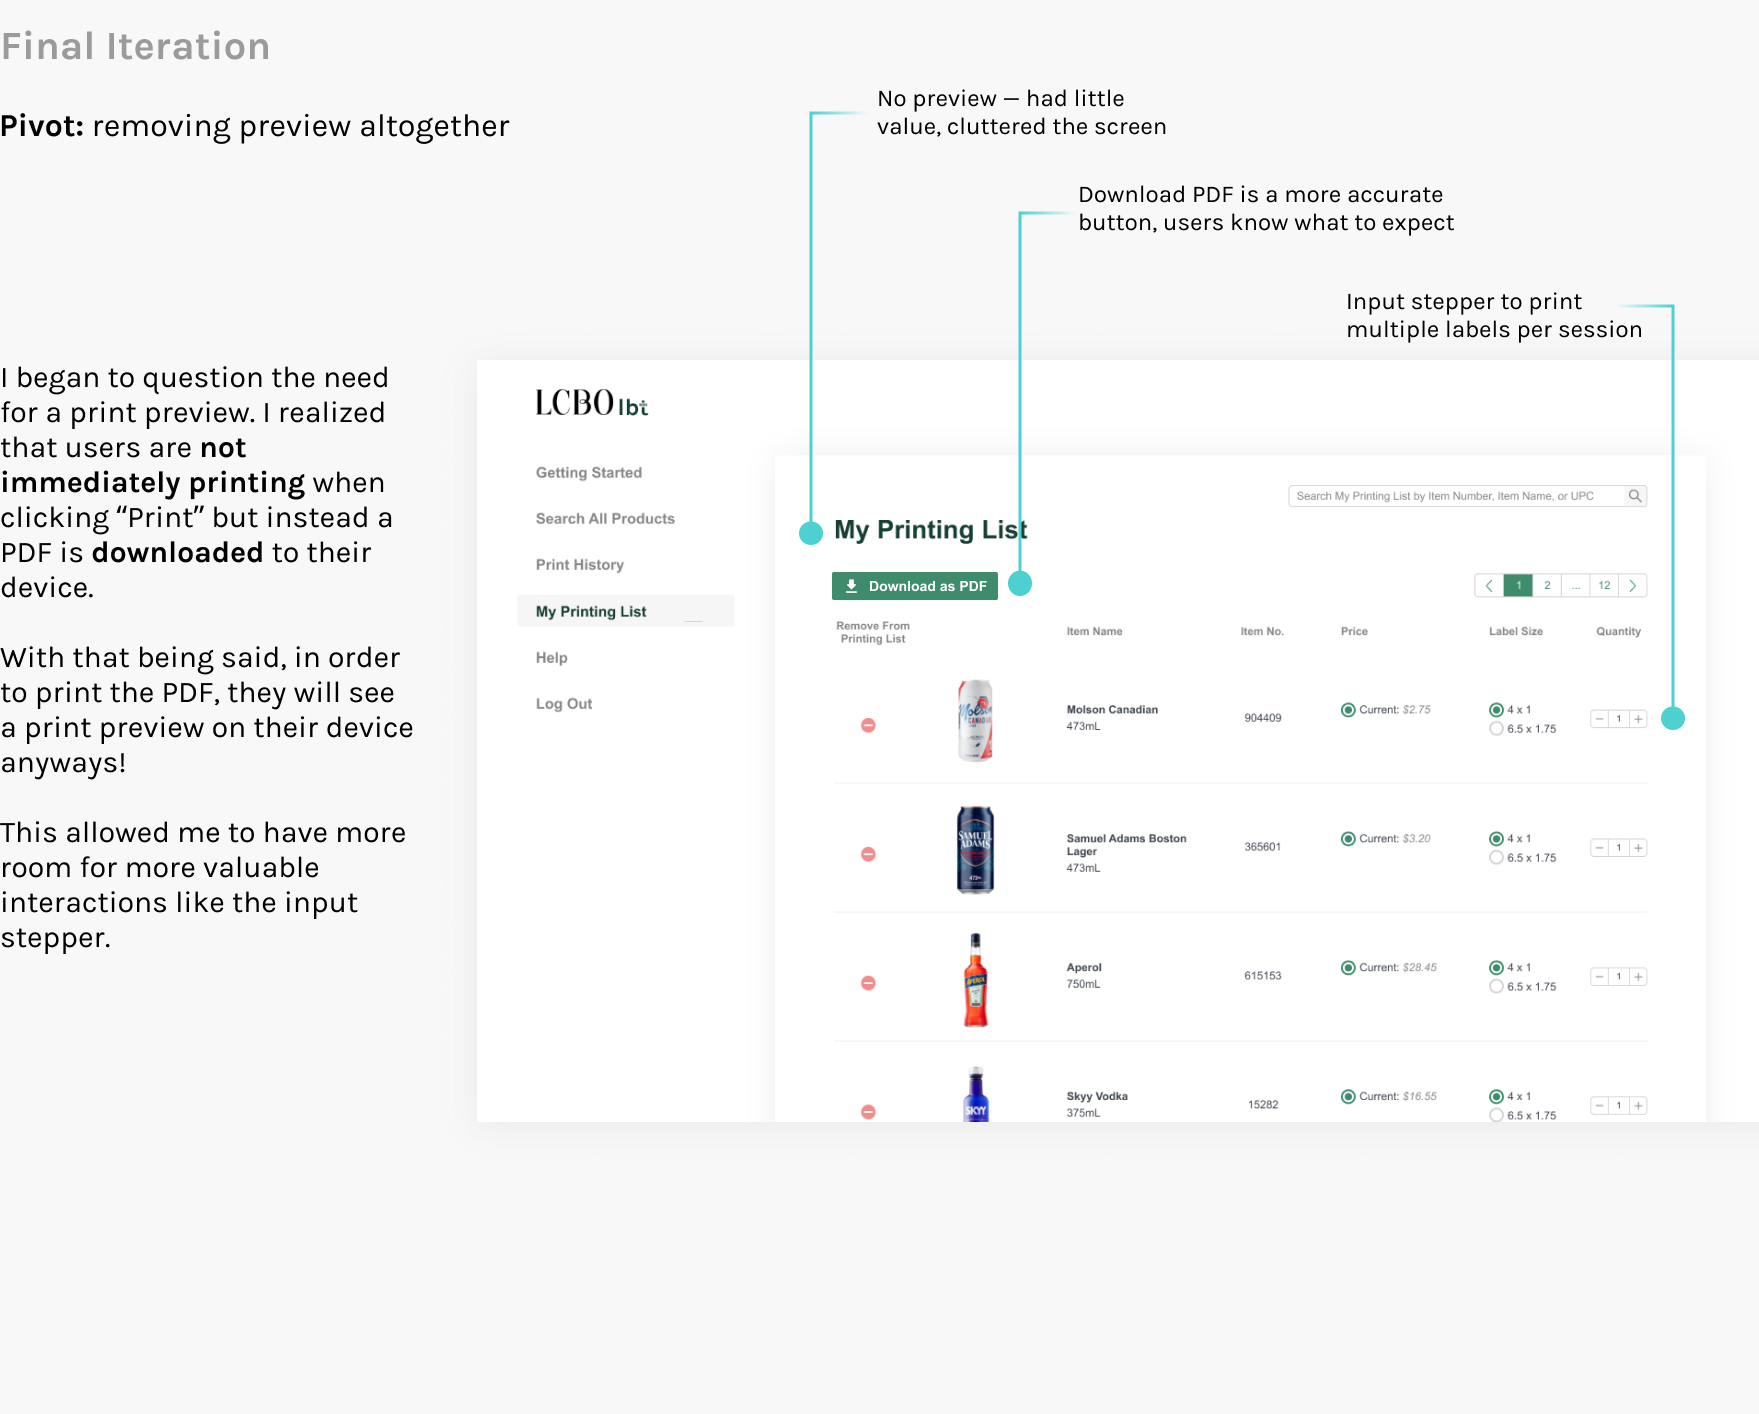 Final Iteration
Pivot: removing preview altogether
No preview — had little
value, cluttered the screen
Download PDF is a more accurate
button, users know what to expect
Input stepper to print
multiple labels per session
I began to question the need
for a print preview. I realized
that users are not
immediately printing when
clicking “Print” but instead a
PDF is downloaded to their
device.
With that being said, in order
to print the PDF, they will see
a print preview on their device
anyways!
This allowed me to have more
room for more valuable
interactions like the input
stepper.
LCBO lbt
Getting Started
Search All Products
Print History
My Printing List
Help
Log Out
Search My Printing List by Item Number, Item Name, or UPC
My Printing List
Download as PDF
1 2 ... 12
Remove From
Printing List
Item Name Item No. Price Label Size Quantity
Molson
CANADIAN
Molson Canadian
473mL
904409
Current: $2.75
4 x 1
6.5 x 1.75
1
SAMUEL
ADAMS
Samuel Adams Boston
Lager
473mL
365601
Current: $3.20
4 x 1
6.5 x 1.75
1
APEROL
Aperol
750mL
615153
Current: $28.45
4 x 1
6.5 x 1.75
1
SKYY
Skyy Vodka
375mL
15282
Current: $16.55
4 x 1
6.5 x 1.75
1